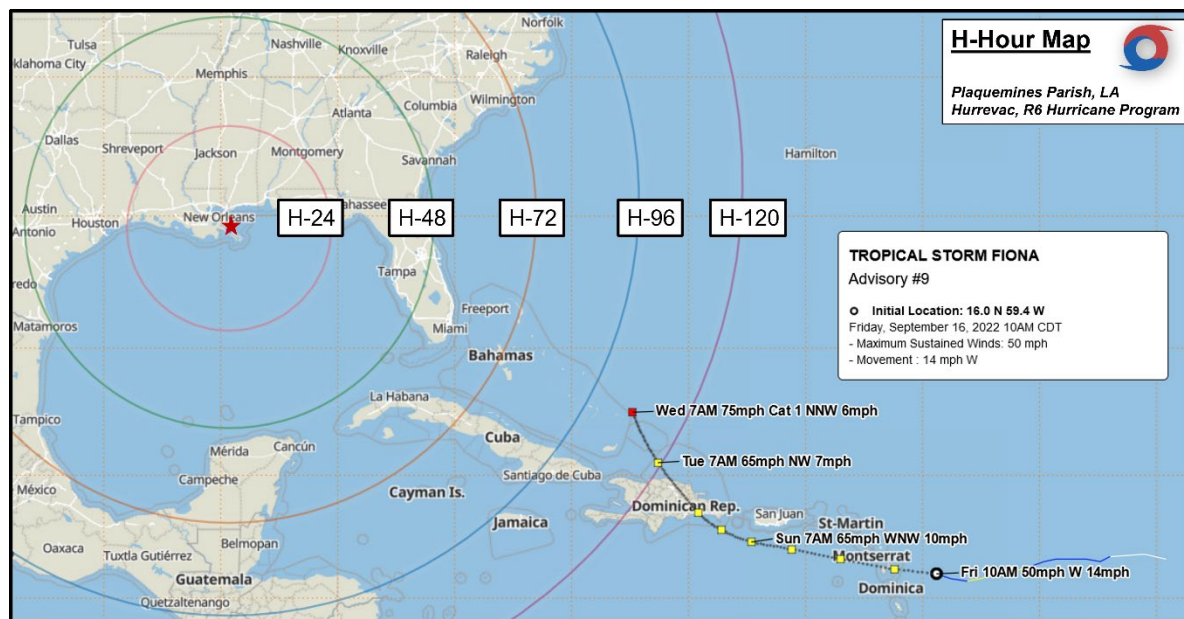 Norfolk
Tulsa
Nashville
Knoxville
klahoma City
Raleigh
Memphis
Wilmington
Columbia
Atlanta
Dallas
Shreveport
Jackson
Montgomery
Savannah
Hamilton
H-Hour Map
Plaquemines Parish, LA
Hurrevac, R6 Hurricane Program
Austin
Houston
New Orleans
ahassee
H-24
H-48
H-72
H-96
H-120
Antonio
redo
Tampa
Matamoros
Freeport
Miami
Bahamas
TROPICAL STORM FIONA
Advisory #9
Initial Location: 16.0 N 59.4 W
Friday, September 16, 2022 10AM CDT
- Maximum Sustained Winds: 50 mph
- Movement : 14 mph W
La Habana
Wed 7AM 75mph Cat 1 NNW 6mph
Tampico
Cuba
Cancún
Mérida
Tue 7AM 65mph NW 7mph
Santiago de Cuba
Campeche
México
Cayman Is.
Dominican Rep.
San Juan
Jamaica
St-Martin
Sun 7AM 65mph WNW 10mph
Belmopan
Oaxaca
Tuxtla Gutiérrez
Montserrat
Fri 10AM 50mph W 14mph
Guatemala
Dominica
Quetzaltenango